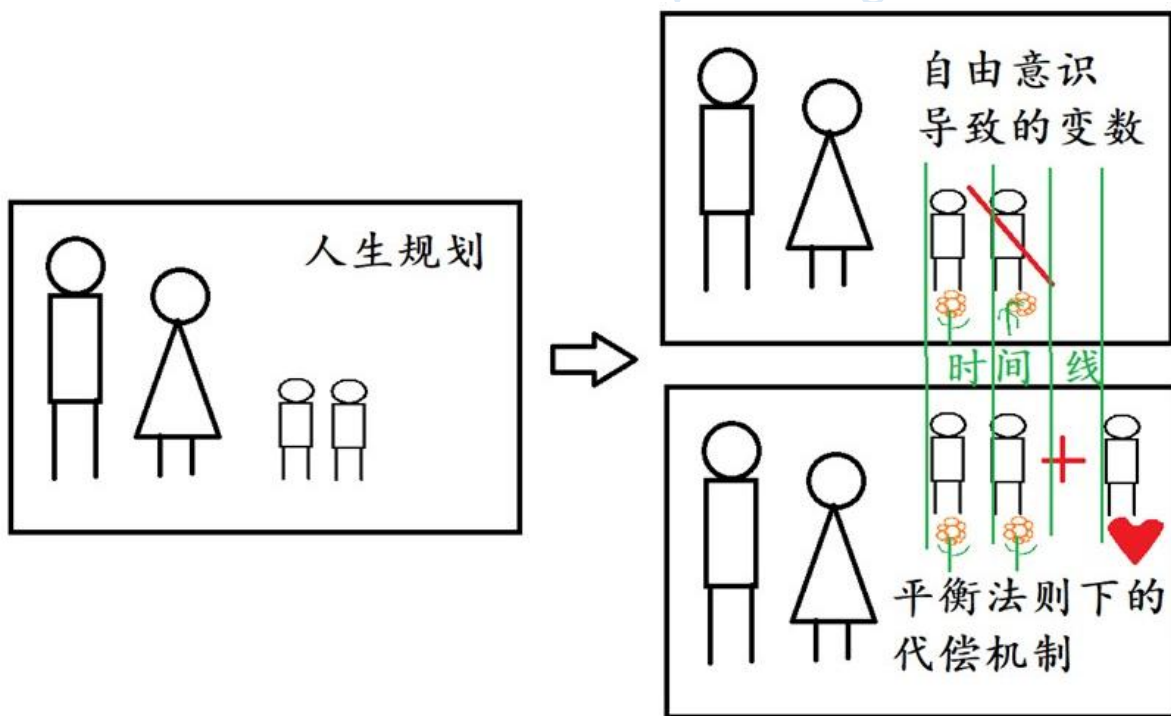 人生规划
自由意识
导致的变数
时间线
平衡法则下的
代偿机制